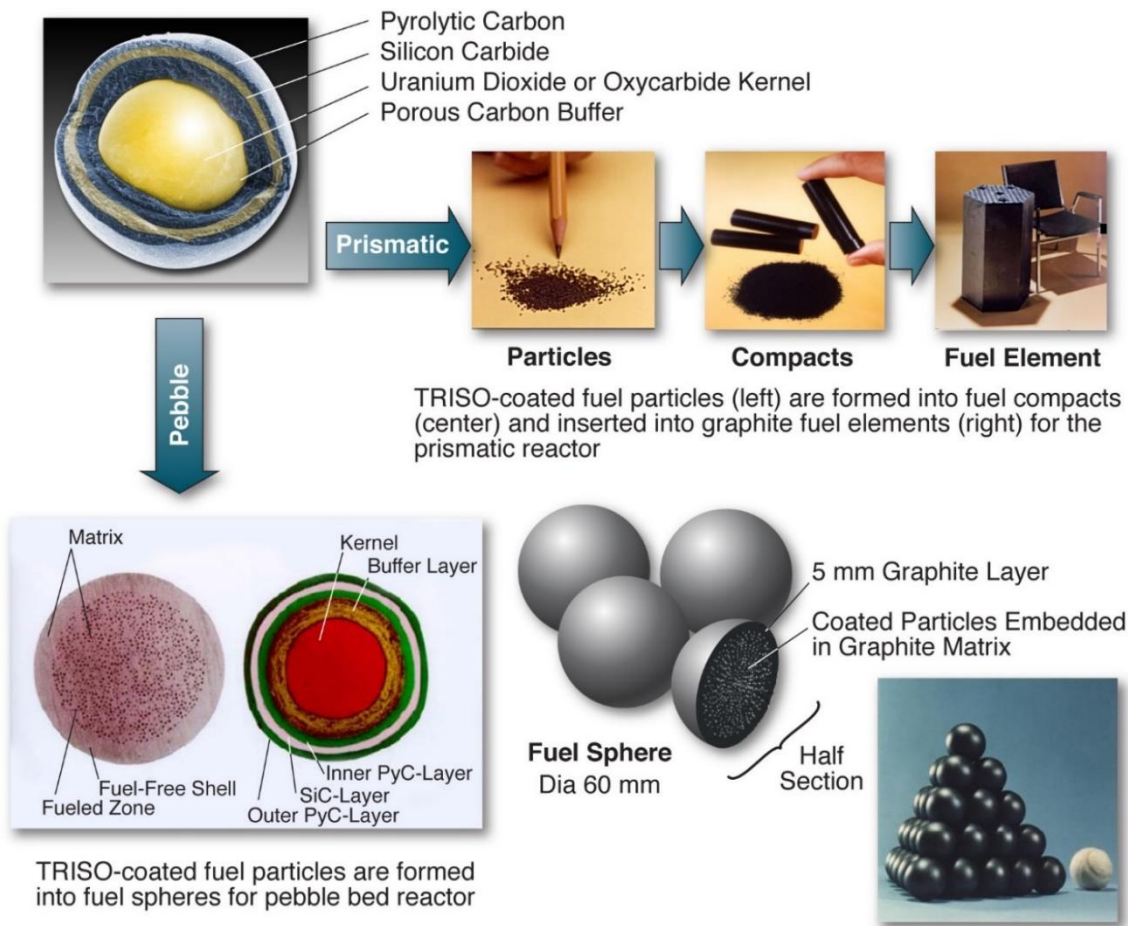 Pyrolytic Carbon
Silicon Carbide
Uranium Dioxide or Oxycarbide Kernel
Porous Carbon Buffer
Prismatic
Particles
Compacts
Fuel Element
TRISO-coated fuel particles (left) are formed into fuel compacts
(center) and inserted into graphite fuel elements (right) for the
prismatic reactor
Pebble
Matrix
Kernel
Buffer Layer
Fuel-Free Shell
Fueled Zone
Inner PyC-Layer
SiC-Layer
Outer PyC-Layer
TRISO-coated fuel particles are formed
into fuel spheres for pebble bed reactor
5 mm Graphite Layer
Coated Particles Embedded
in Graphite Matrix
Fuel Sphere
Dia 60 mm
Half
Section